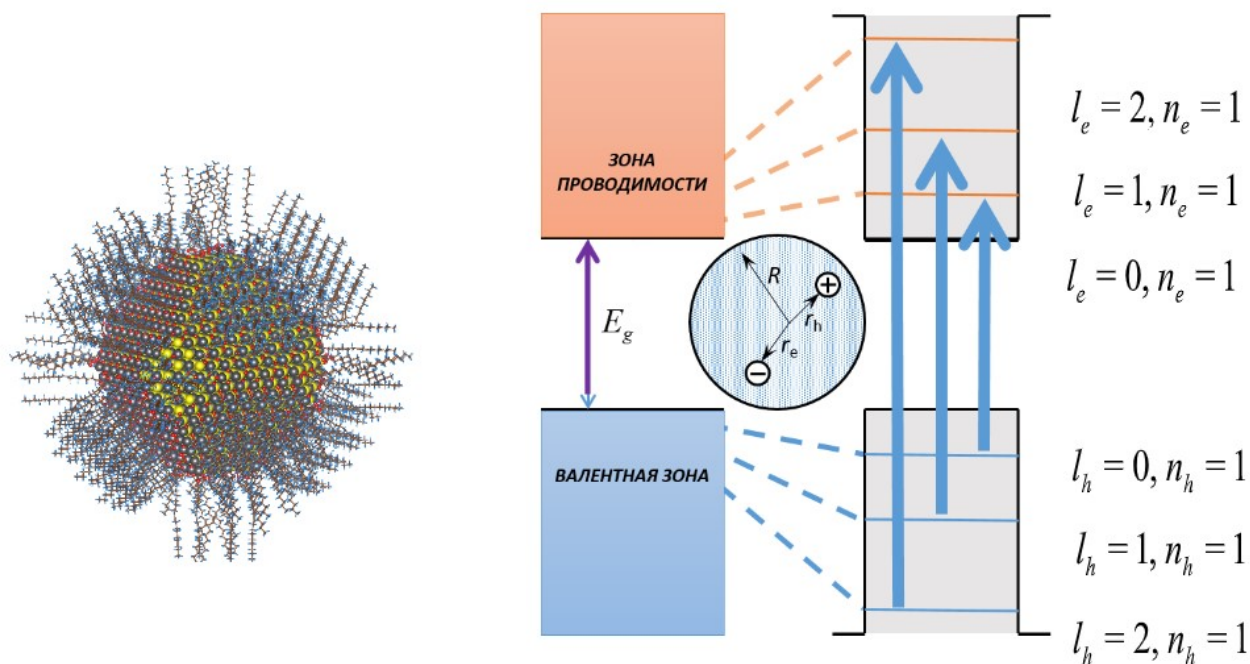 ЗОНА
ПРОВОДИМОСТИ
l_e = 2, n_e = 1
l_e = 1, n_e = 1
l_e = 0, n_e = 1
E_g
R
+
r_h
r_e
−
ВАЛЕНТНАЯ ЗОНА
l_h = 0, n_h = 1
l_h = 1, n_h = 1
l_h = 2, n_h = 1